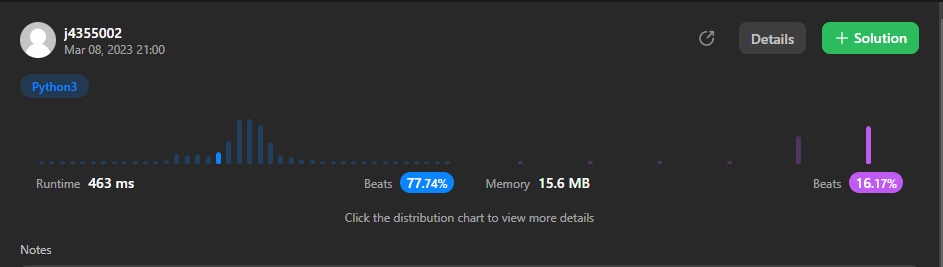 j4355002
Mar 08, 2023 21:00
Details
+ Solution
Python3
Runtime 463 ms Beats 77.74% Memory 15.6 MB Beats 16.17%
Click the distribution chart to view more details
Notes